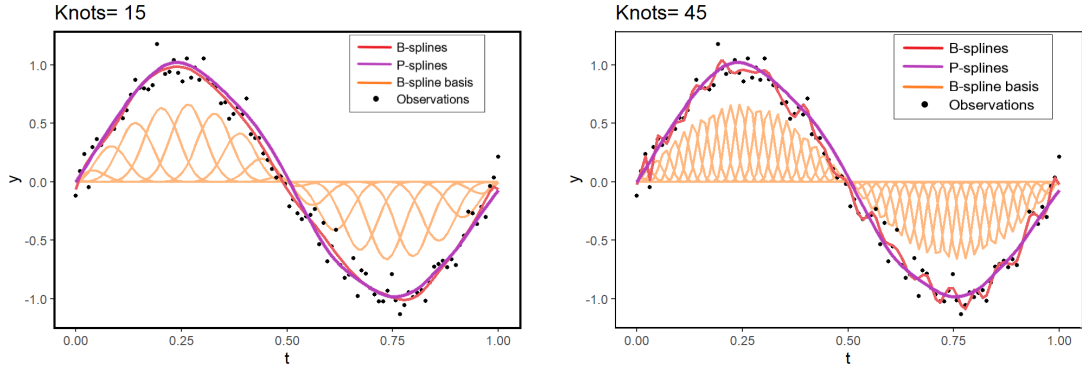 Knots= 15
B-splines
P-splines
B-spline basis
Observations
1.0
0.5
0.0
-0.5
-1.0
y
0.00 0.25 0.50 0.75 1.00
t
Knots= 45
B-splines
P-splines
B-spline basis
Observations
1.0
0.5
0.0
-0.5
-1.0
y
0.00 0.25 0.50 0.75 1.00
t